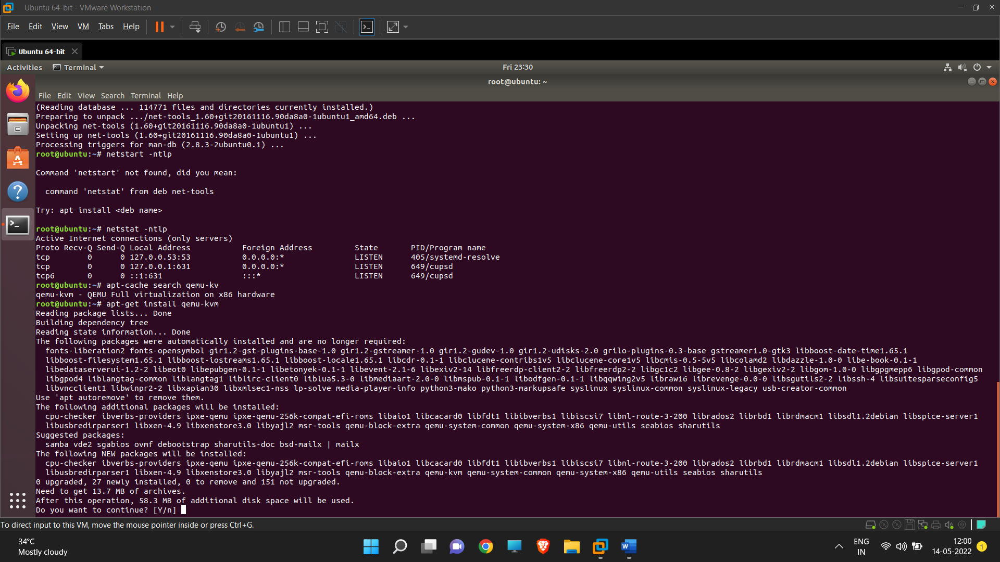 Ubuntu 64-bit - VMware Workstation
File Edit View VM Tabs Help
Ubuntu 64-bit
Activities Terminal Fri 23:30
root@ubuntu: ~
File Edit View Search Terminal Help
(Reading database ... 114771 files and directories currently installed.)
Preparing to unpack .../net-tools_1.60+git20161116.90da8a0-1ubuntu1_amd64.deb ...
Unpacking net-tools (1.60+git20161116.90da8a0-1ubuntu1) ...
Setting up net-tools (1.60+git20161116.90da8a0-1ubuntu1) ...
Processing triggers for man-db (2.8.3-2ubuntu0.1) ...
root@ubuntu:~# netstart -ntlp
Command 'netstart' not found, did you mean:
command 'netstat' from deb net-tools
Try: apt install <deb name>
root@ubuntu:~# netstat -ntlp
Active Internet connections (only servers)
Proto Recv-Q Send-Q Local Address Foreign Address State PID/Program name
tcp 0 0 127.0.0.53:53 0.0.0.0:* LISTEN 405/systemd-resolve
tcp 0 0 127.0.0.1:631 0.0.0.0:* LISTEN 649/cupsd
tcp6 0 0 ::1:631 :::* LISTEN 649/cupsd
root@ubuntu:~# apt-cache search qemu-kv
qemu-kvm - QEMU Full virtualization on x86 hardware
root@ubuntu:~# apt-get install qemu-kvm
Reading package lists... Done
Building dependency tree
Reading state information... Done
The following packages were automatically installed and are no longer required:
fonts-liberation2 fonts-opensymbol gir1.2-gst-plugins-base-1.0 gir1.2-gstreamer-1.0 gir1.2-gudev-1.0 gir1.2-udisks-2.0 grilo-plugins-0.3-base gstreamer1.0-gtk3 libboost-date-time1.65.1
libboost-filesystem1.65.1 libboost-iostreams1.65.1 libboost-locale1.65.1 libcdr-0.1-1 libclucene-contribs1v5 libclucene-core1v5 libcmis-0.5-5v5 libcolamd2 libdazzle-1.0-0 libe-book-0.1-1
libedataserverui-1.2-2 libeot0 libepubgen-0.1-1 libetonyek-0.1-1 libevent-2.1-6 libexiv2-14 libfreerdp-client2-2 libfreerdp2-2 libgc1c2 libgee-0.8-2 libgexiv2-2 libgom-1.0-0 libgpgmepp6 libgpod-common
libgpod4 liblangtag-common liblangtag1 liblirc-client0 liblua5.3-0 libmediaart-2.0-0 libmspub-0.1-1 libodfgen-0.1-1 libqqwing2v5 libraw16 librevenge-0.0-0 libsgutils2-2 libssh-4 libsuitesparseconfig5
libvncclient1 libwinpr2-2 libxapian30 libxmlsec1-nss lp-solve media-player-info python3-mako python3-markupsafe syslinux syslinux-common syslinux-legacy usb-creator-common
Use 'apt autoremove' to remove them.
The following additional packages will be installed:
cpu-checker ibverbs-providers ipxe-qemu ipxe-qemu-256k-compat-efi-roms libaio1 libcacard0 libfdt1 libibverbs1 libiscsi7 libnl-route-3-200 librados2 librbd1 librdmacm1 libsdl1.2debian libspice-server1
libusbredirparser1 libxen-4.9 libxenstore3.0 libyajl2 msr-tools qemu-block-extra qemu-system-common qemu-system-x86 qemu-utils seabios sharutils
Suggested packages:
samba vde2 sgabios ovmf debootstrap sharutils-doc bsd-mailx | mailx
The following NEW packages will be installed:
cpu-checker ibverbs-providers ipxe-qemu ipxe-qemu-256k-compat-efi-roms libaio1 libcacard0 libfdt1 libibverbs1 libiscsi7 libnl-route-3-200 librados2 librbd1 librdmacm1 libsdl1.2debian libspice-server1
libusbredirparser1 libxen-4.9 libxenstore3.0 libyajl2 msr-tools qemu-block-extra qemu-kvm qemu-system-common qemu-system-x86 qemu-utils seabios sharutils
0 upgraded, 27 newly installed, 0 to remove and 151 not upgraded.
Need to get 13.7 MB of archives.
After this operation, 58.3 MB of additional disk space will be used.
Do you want to continue? [Y/n]
To direct input to this VM, move the mouse pointer inside or press Ctrl+G.
34°C
Mostly cloudy
ENG
IN
12:00
14-05-2022
1